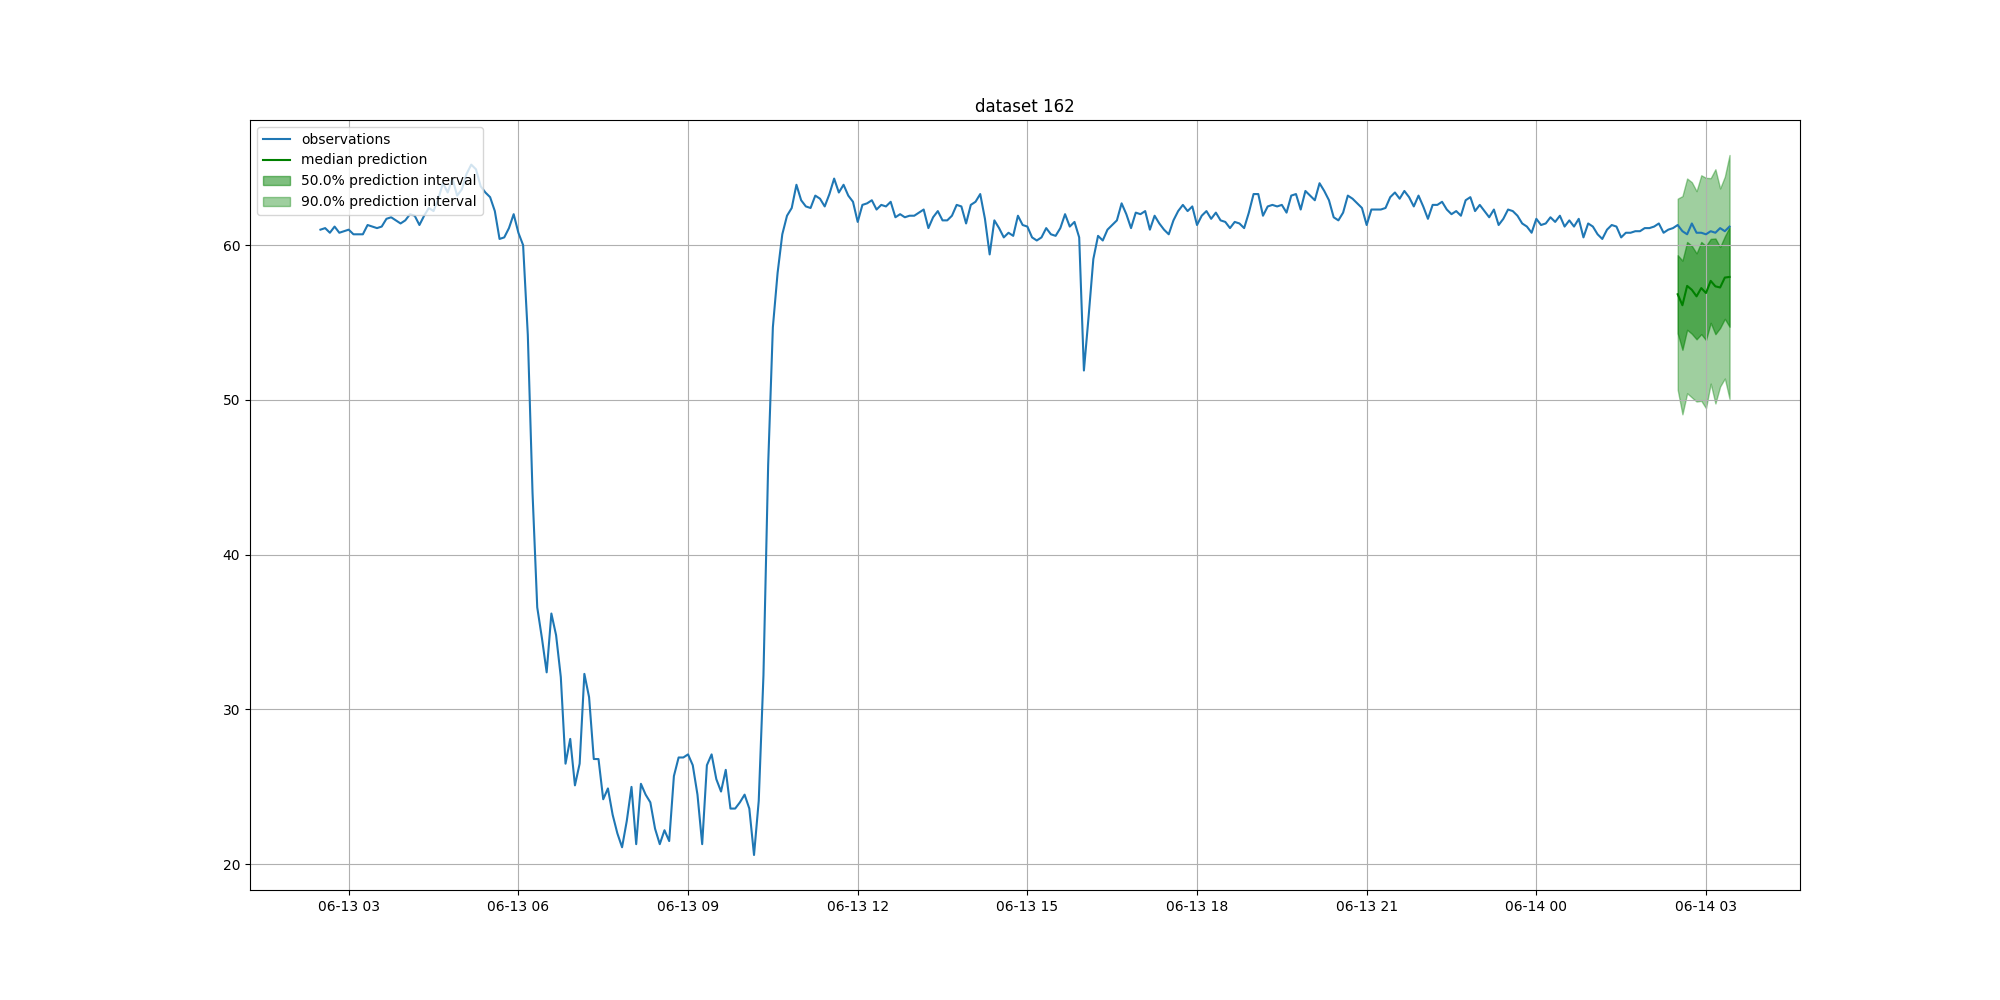 dataset 162
observations
median prediction
50.0% prediction interval
90.0% prediction interval
60
50
40
30
20
06-13 03 06-13 06 06-13 09 06-13 12 06-13 15 06-13 18 06-13 21 06-14 00 06-14 03